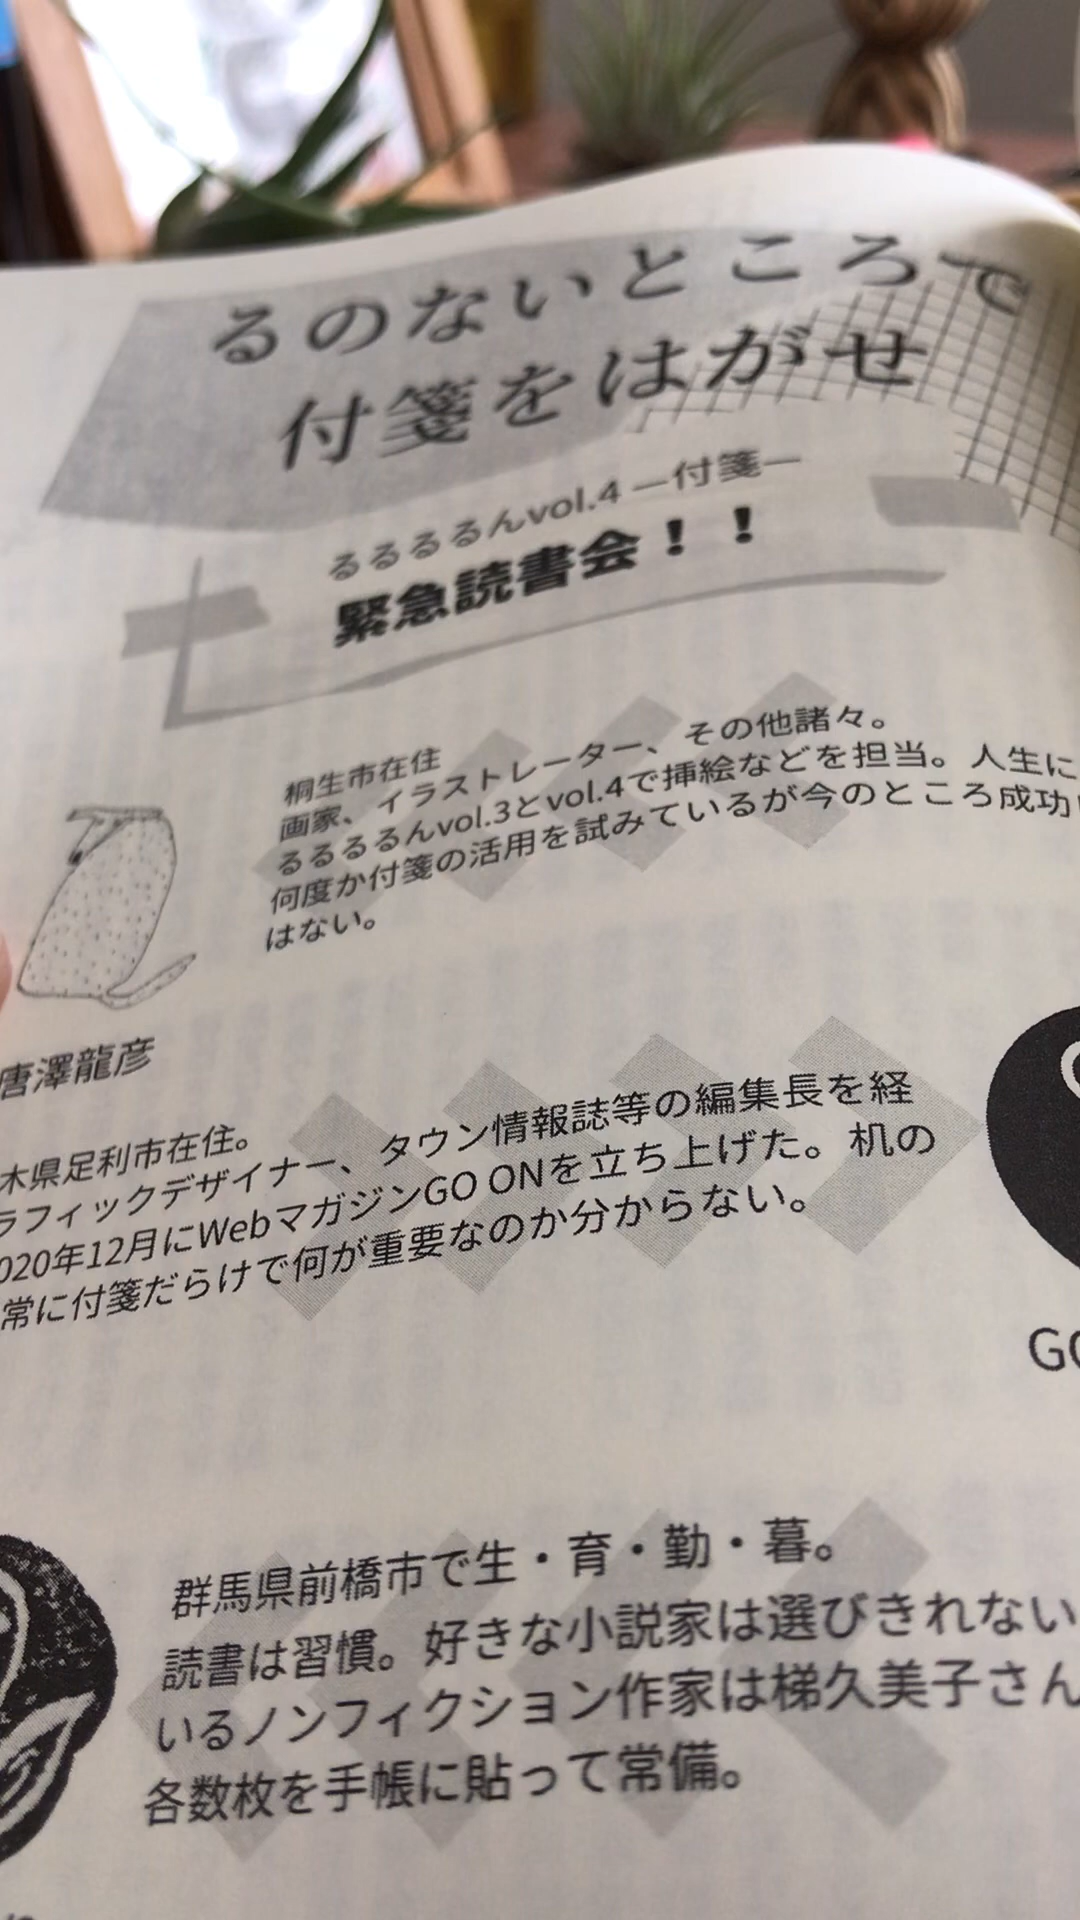 るのないところで
付箋をはがせ
るるるるんvol.4 —付箋—
緊急読書会！！
桐生市在住
画家、イラストレーター、その他諸々。
るるるるんvol.3とvol.4で挿絵などを担当。人生に
何度か付箋の活用を試みているが今のところ成功
はない。
唐澤龍彦
木県足利市在住。
ラフィックデザイナー、タウン情報誌等の編集長を経
020年12月にWebマガジンGO ONを立ち上げた。机の
常に付箋だらけで何が重要なのか分からない。
GO
群馬県前橋市で生・育・勤・暮。
読書は習慣。好きな小説家は選びきれない
いるノンフィクション作家は梯久美子さん
各数枚を手帳に貼って常備。